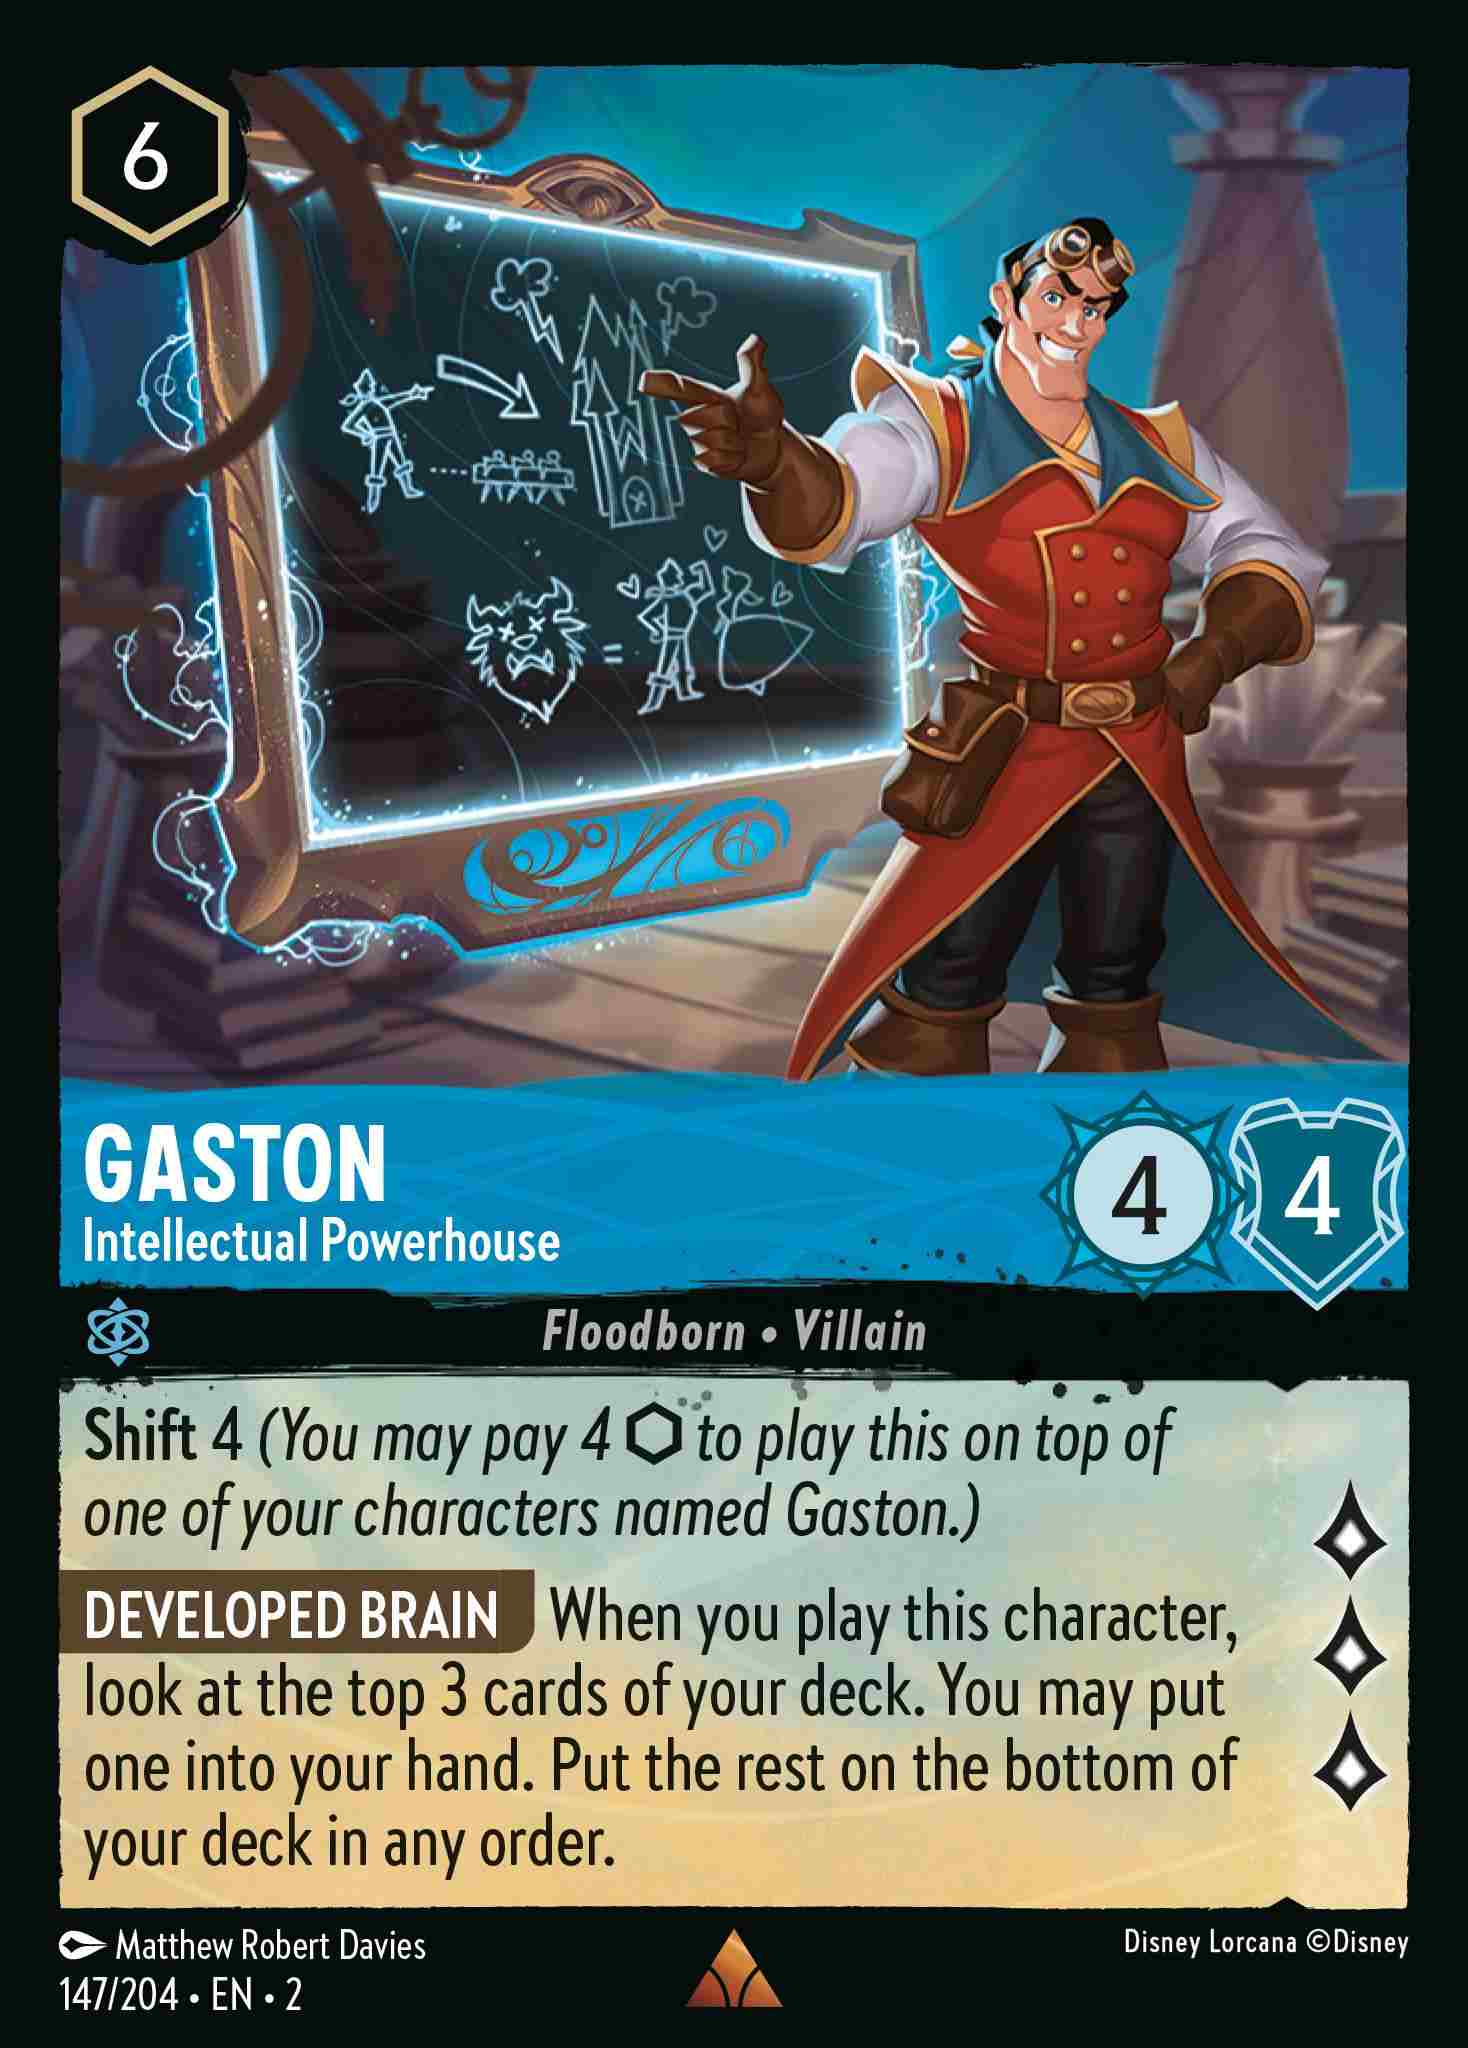 6
GASTON
Intellectual Powerhouse
4
4
Floodborn • Villain
Shift 4 (You may pay 4 ⬡ to play this on top of
one of your characters named Gaston.)
DEVELOPED BRAIN When you play this character,
look at the top 3 cards of your deck. You may put
one into your hand. Put the rest on the bottom of
your deck in any order.
Matthew Robert Davies
Disney Lorcana ©Disney
147/204 • EN • 2